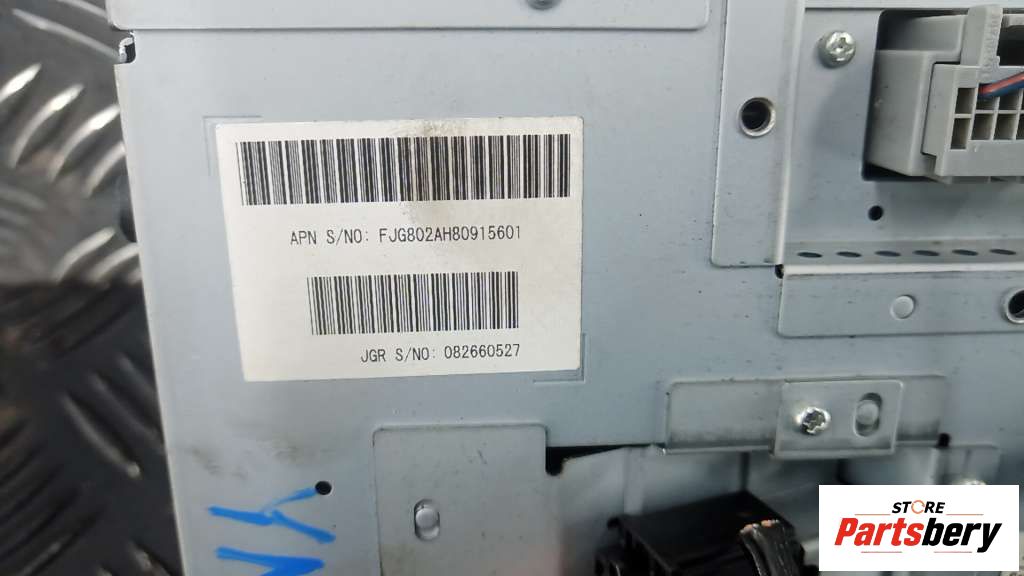 APN S/NO: FJG802AH80915601
JGR S/NO: 082660527
STORE
Partsbery